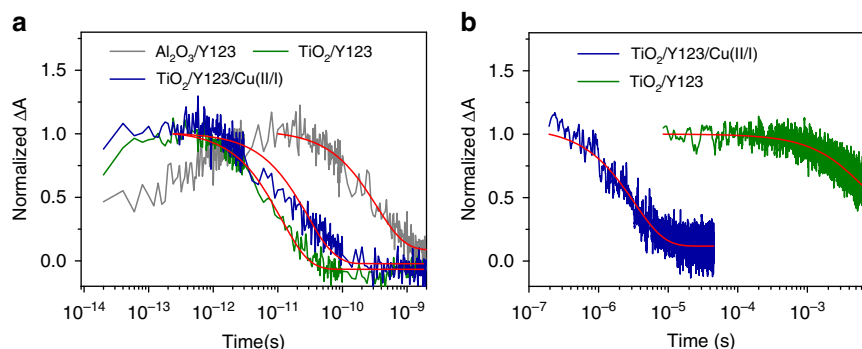 a
Al₂O₃/Y123 TiO₂/Y123
TiO₂/Y123/Cu(II/I)
Normalized ΔA
1.5
1.0
0.5
0.0
10⁻¹⁴ 10⁻¹³ 10⁻¹² 10⁻¹¹ 10⁻¹⁰ 10⁻⁹
Time(s)
b
TiO₂/Y123/Cu(II/I)
TiO₂/Y123
Normalized ΔA
1.5
1.0
0.5
0.0
10⁻⁷ 10⁻⁶ 10⁻⁵ 10⁻⁴ 10⁻³
Time (s)